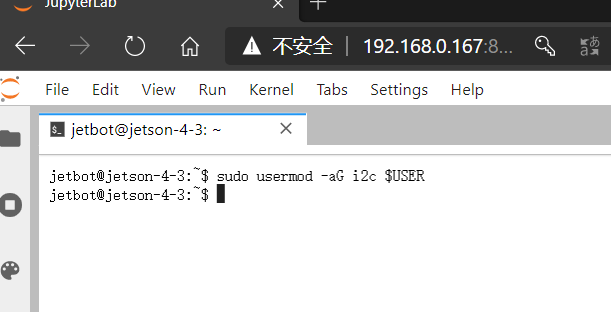 JupyterLab
不安全 | 192.168.0.167:8...
File Edit View Run Kernel Tabs Settings Help
jetbot@jetson-4-3: ~
jetbot@jetson-4-3:~$ sudo usermod -aG i2c $USER
jetbot@jetson-4-3:~$